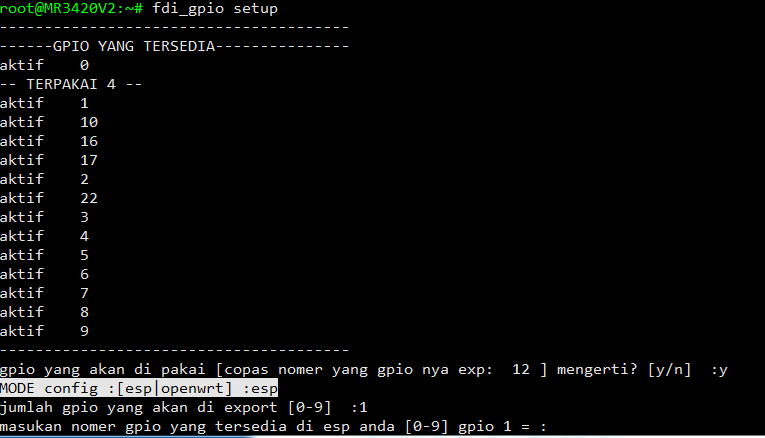 root@MR3420V2:~# fdi_gpio setup
---------------------------------------
------GPIO YANG TERSEDIA---------------
aktif    0
-- TERPAKAI 4 --
aktif    1
aktif    10
aktif    16
aktif    17
aktif    2
aktif    22
aktif    3
aktif    4
aktif    5
aktif    6
aktif    7
aktif    8
aktif    9
---------------------------------------
gpio yang akan di pakai [copas nomer yang gpio nya exp:  12 ] mengerti? [y/n]  :y
MODE config :[esp|openwrt] :esp
jumlah gpio yang akan di export [0-9]  :1
masukan nomer gpio yang tersedia di esp anda [0-9] gpio 1 = :